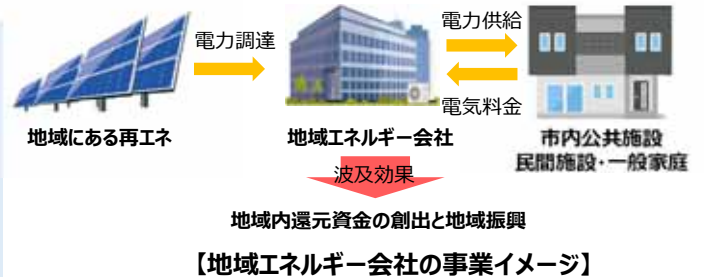 電力調達
電力供給
電気料金
地域にある再エネ
地域エネルギー会社
市内公共施設
民間施設・一般家庭
波及効果
地域内還元資金の創出と地域振興
【地域エネルギー会社の事業イメージ】